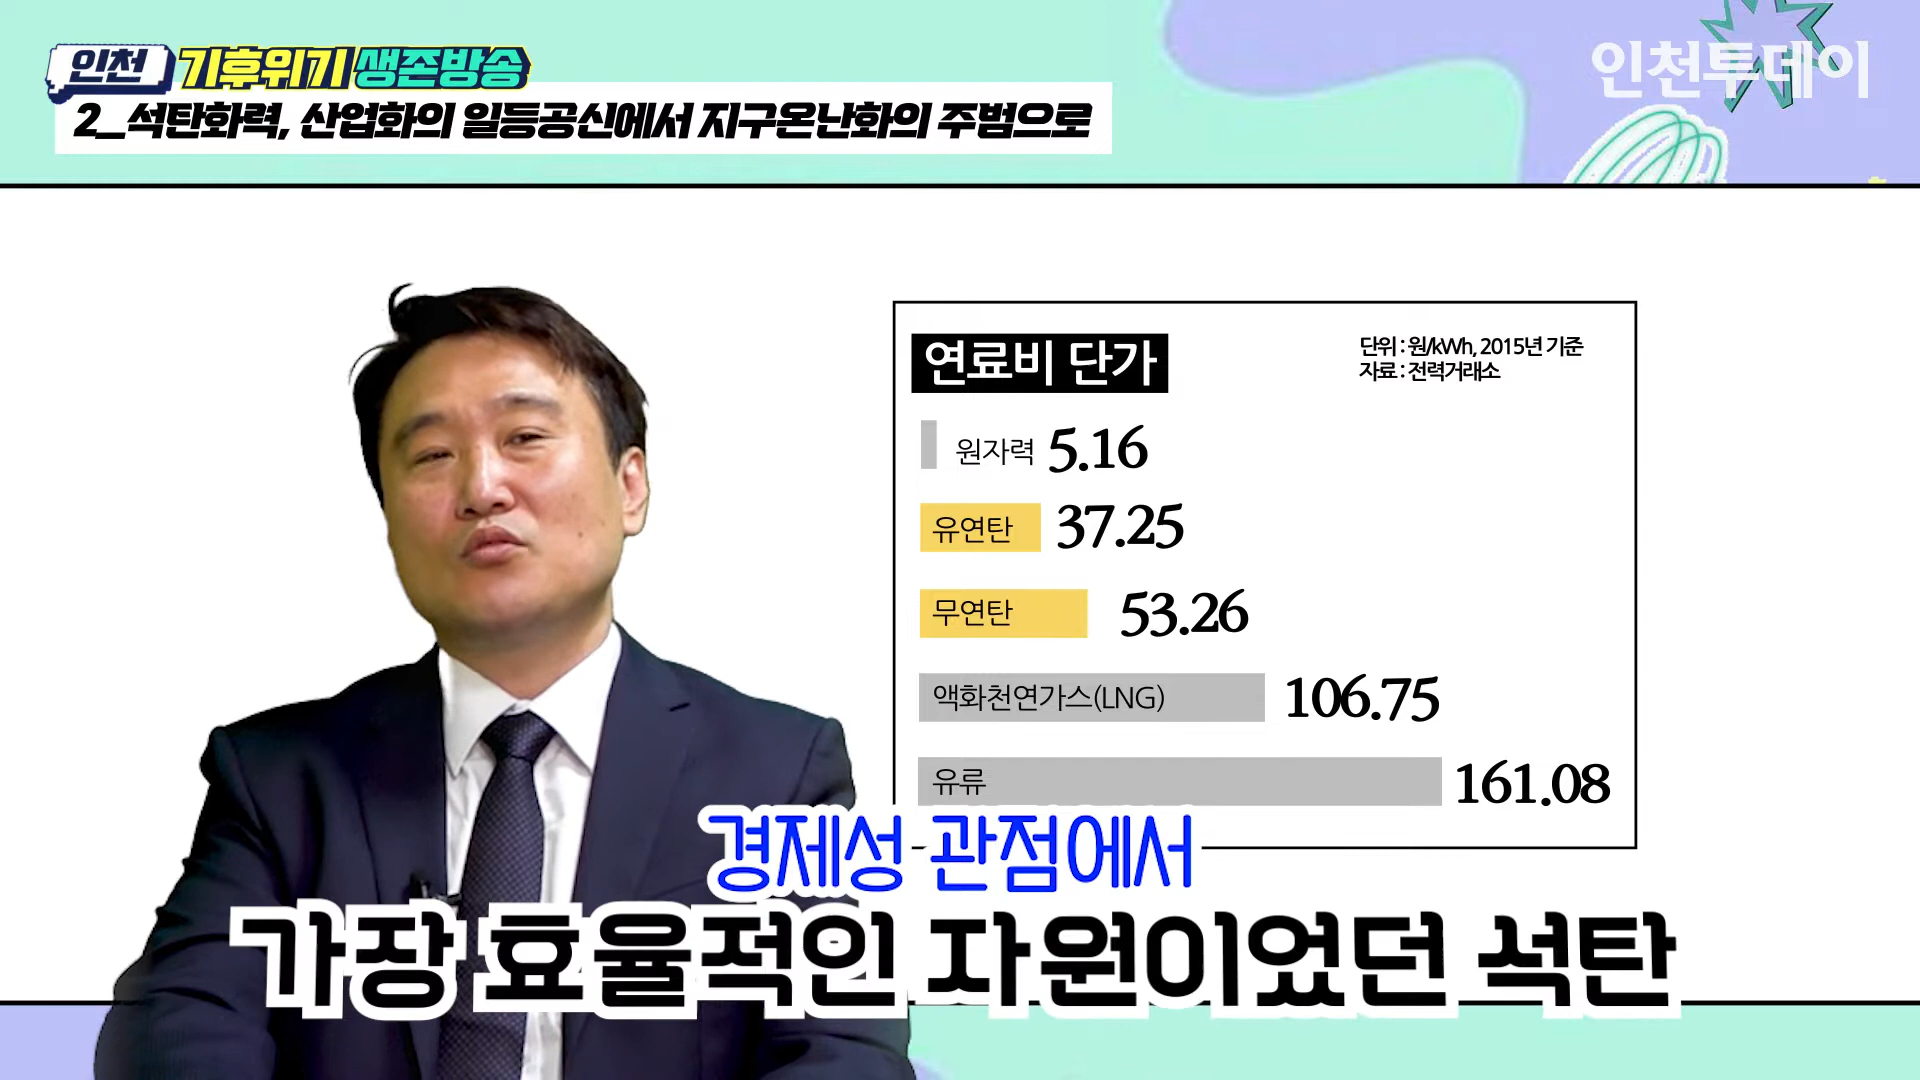 인천 기후위기 생존방송
인천투데이
2_석탄화력, 산업화의 일등공신에서 지구온난화의 주범으로
연료비 단가
단위 : 원/kWh, 2015년 기준
자료 : 전력거래소
원자력 5.16
유연탄 37.25
무연탄 53.26
액화천연가스(LNG) 106.75
유류 161.08
경제성 관점에서
가장 효율적인 자원이었던 석탄